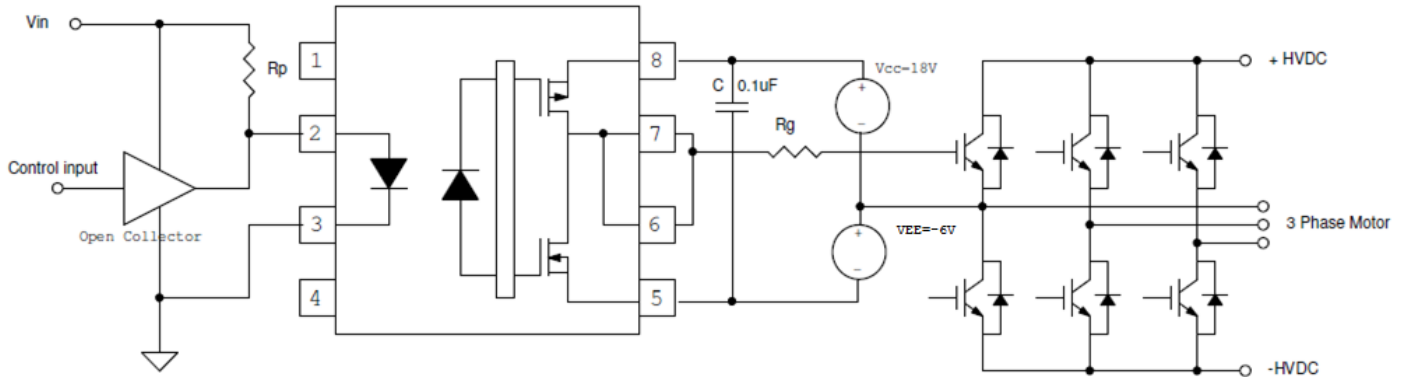 Vin
Rp
Control input
Open Collector
1
2
3
4
8
7
6
5
C 0.1uF
Rg
Vcc-18V
+
-
VEE=-6V
+
-
+ HVDC
3 Phase Motor
-HVDC